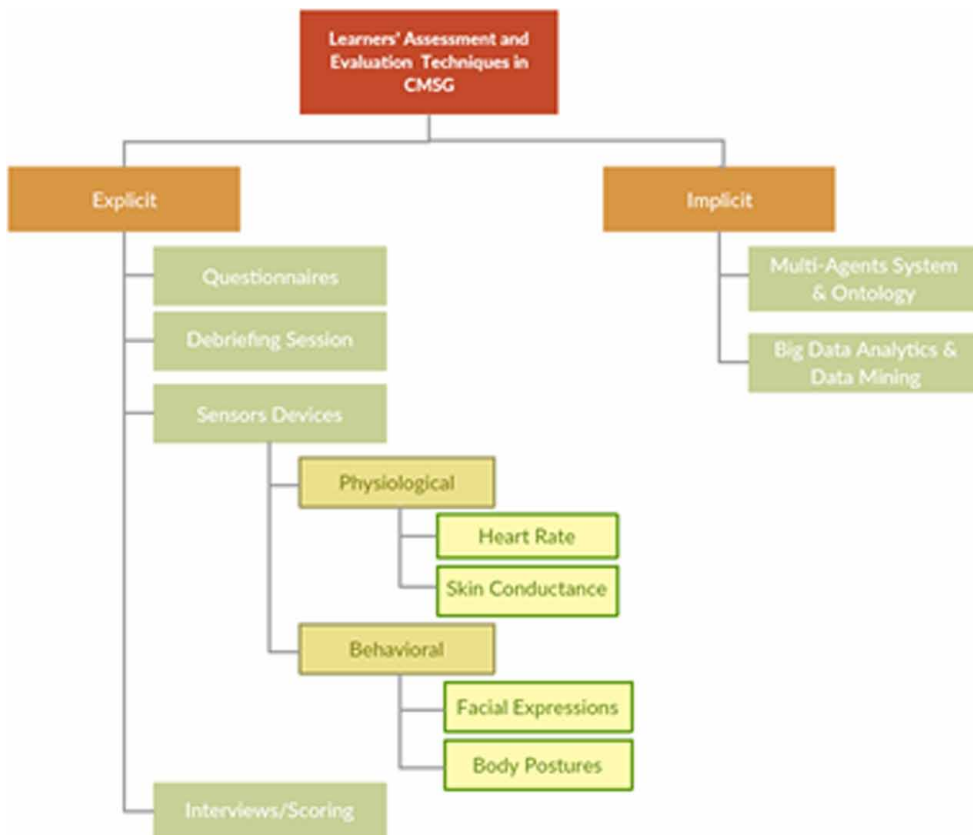 Learners' Assessment and
Evaluation Techniques in
CMSG
Explicit
Implicit
Questionnaires
Multi-Agents System
& Ontology
Debriefing Session
Big Data Analytics &
Data Mining
Sensors Devices
Physiological
Heart Rate
Skin Conductance
Behavioral
Facial Expressions
Body Postures
Interviews/Scoring